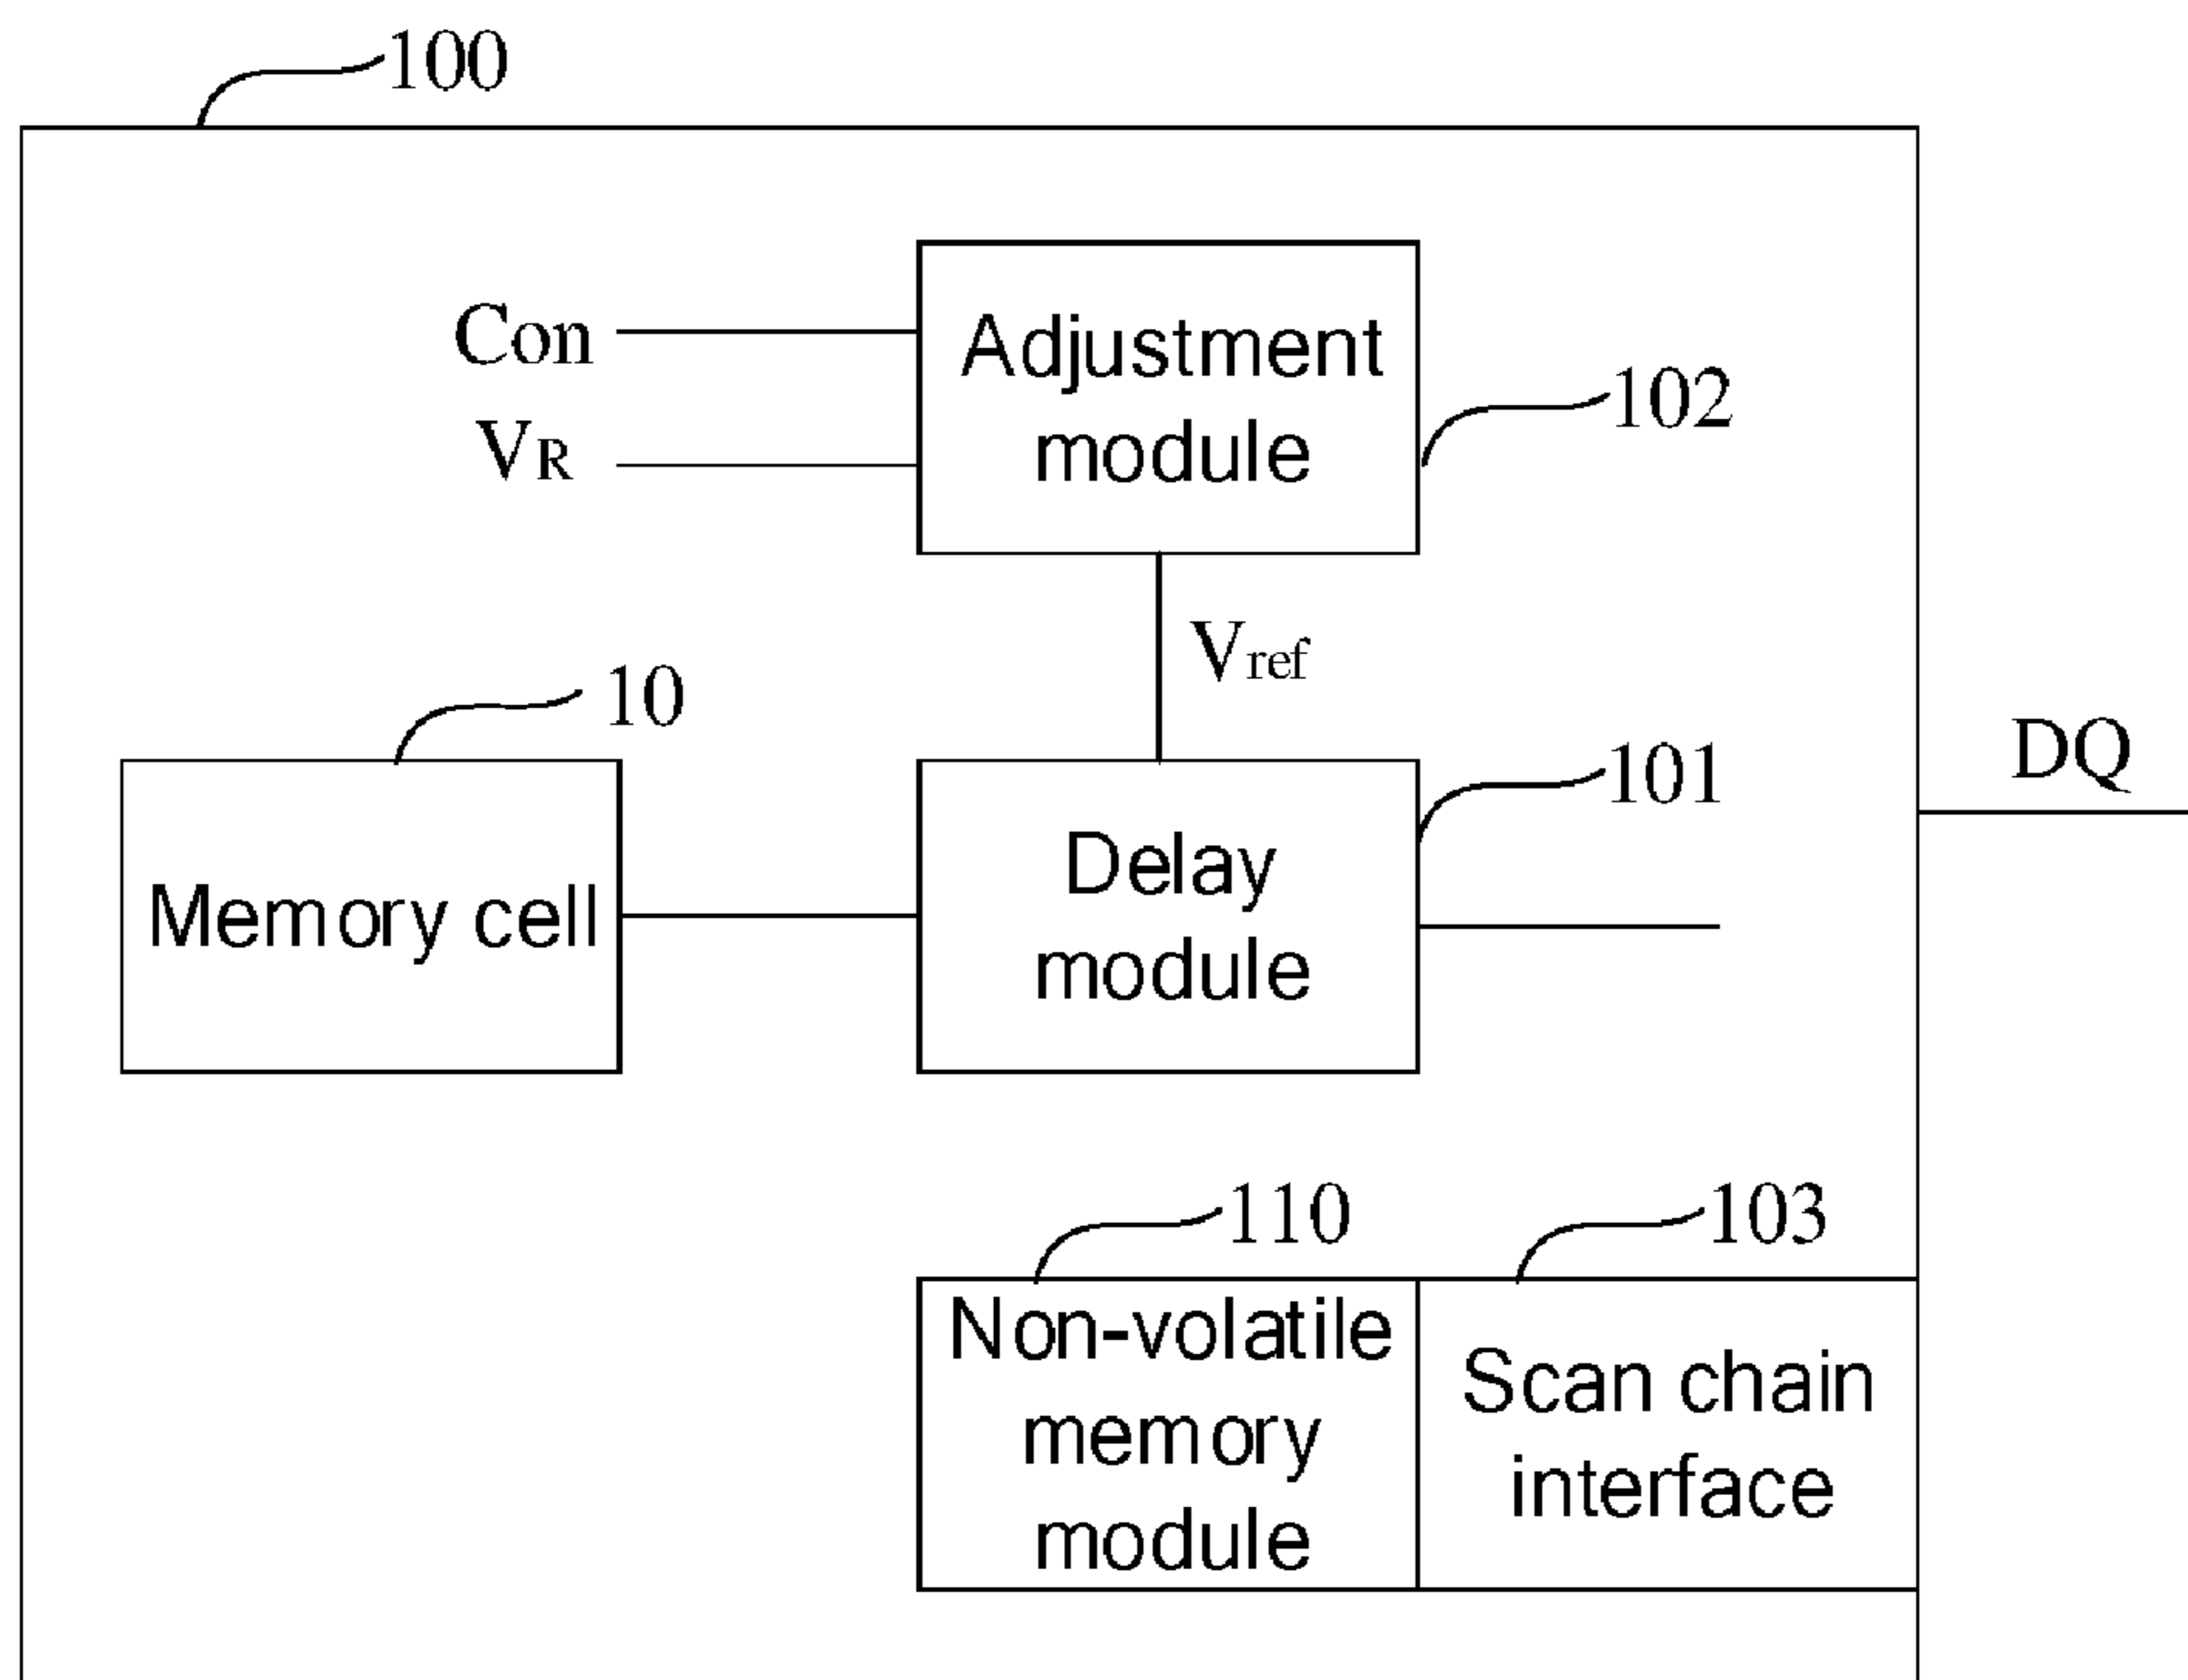 100
Con
VR
Adjustment
module
102
Vref
10
101
DQ
Memory cell
Delay
module
110
103
Non-volatile
memory
module
Scan chain
interface